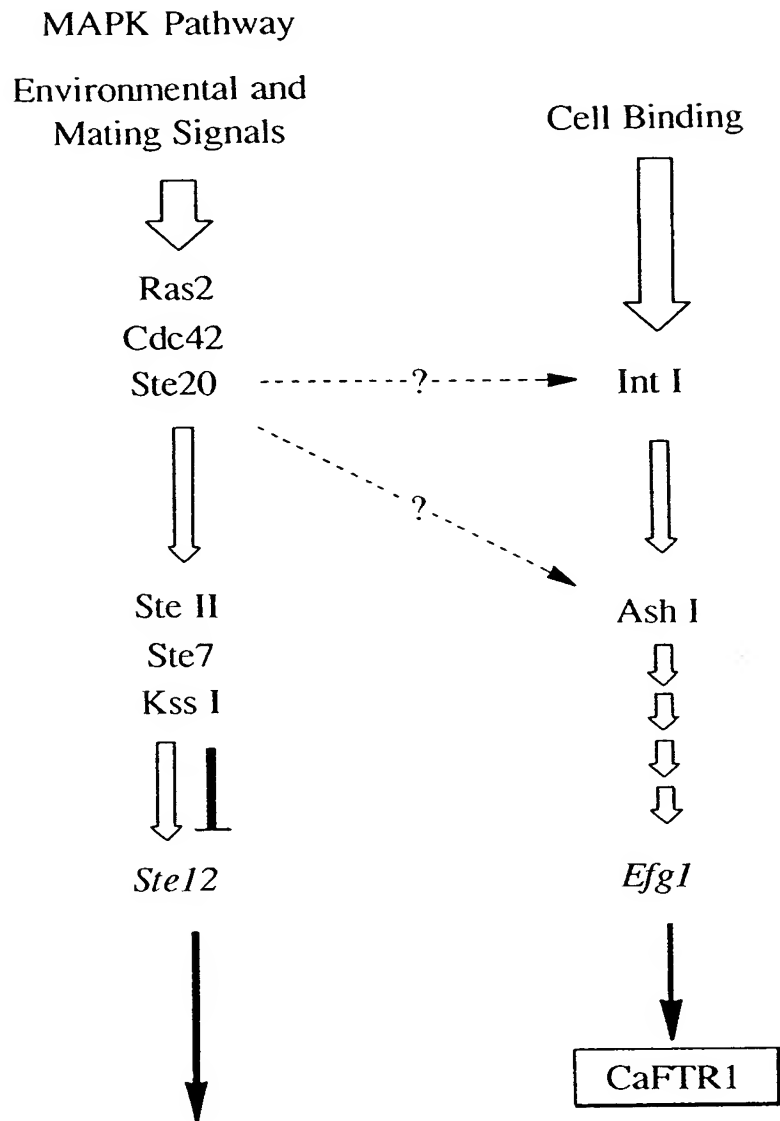 MAPK Pathway
Environmental and
Mating Signals
Ras2
Cdc42
Ste20
Ste II
Ste7
Kss I
Ste12
?
?
Cell Binding
Int I
Ash I
Efg1
CaFTR1